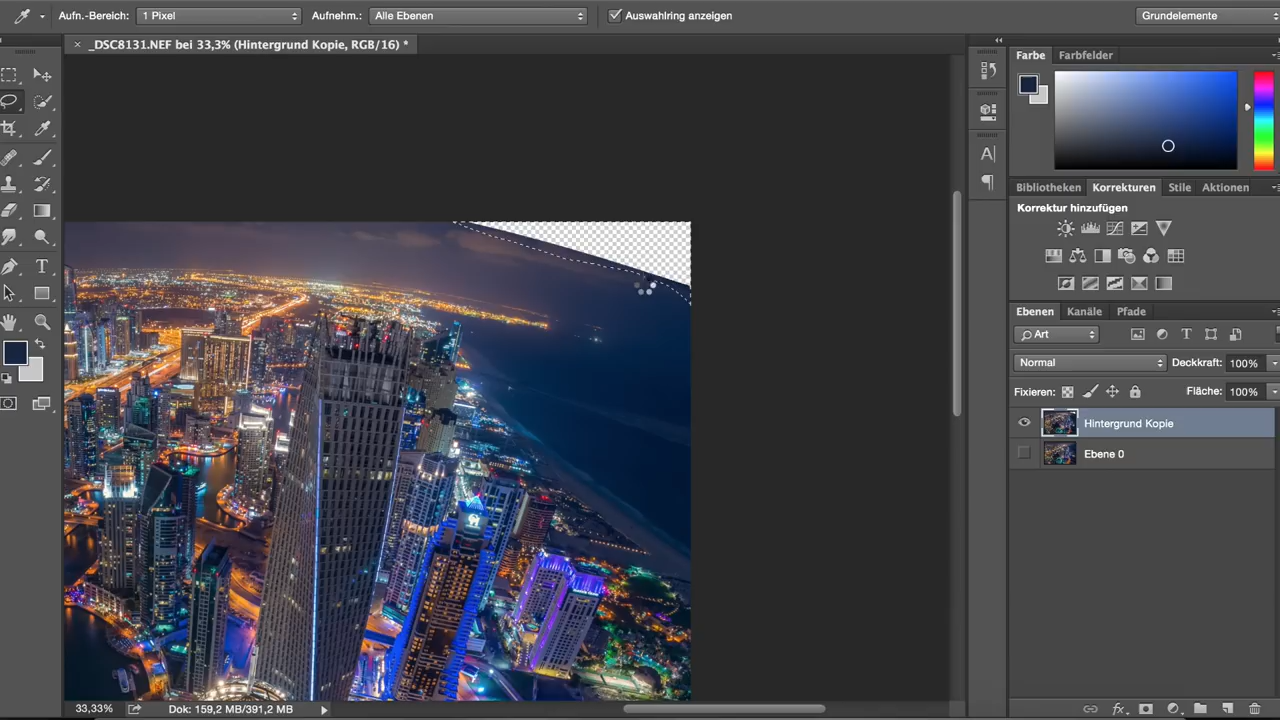 Aufn.-Bereich: 1 Pixel Aufnehm.: Alle Ebenen Auswahlring anzeigen Grundelemente
× _DSC8131.NEF bei 33,3% (Hintergrund Kopie, RGB/16) *
Farbe Farbfelder
Bibliotheken Korrekturen Stile Aktionen
Korrektur hinzufügen
Ebenen Kanäle Pfade
Art
Normal Deckkraft: 100%
Fixieren: Fläche: 100%
Hintergrund Kopie
Ebene 0
33,33% Dok: 159,2 MB/391,2 MB